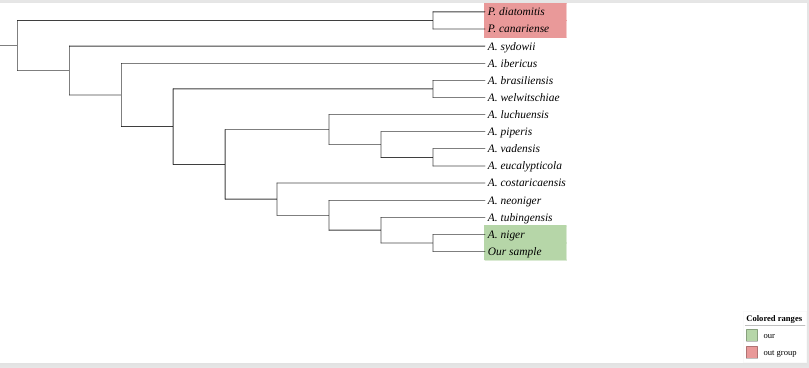 P. diatomitis
P. canariense
A. sydowii
A. ibericus
A. brasiliensis
A. welwitschiae
A. luchuensis
A. piperis
A. vadensis
A. eucalypticola
A. costaricaensis
A. neoniger
A. tubingensis
A. niger
Our sample
Colored ranges
our
out group